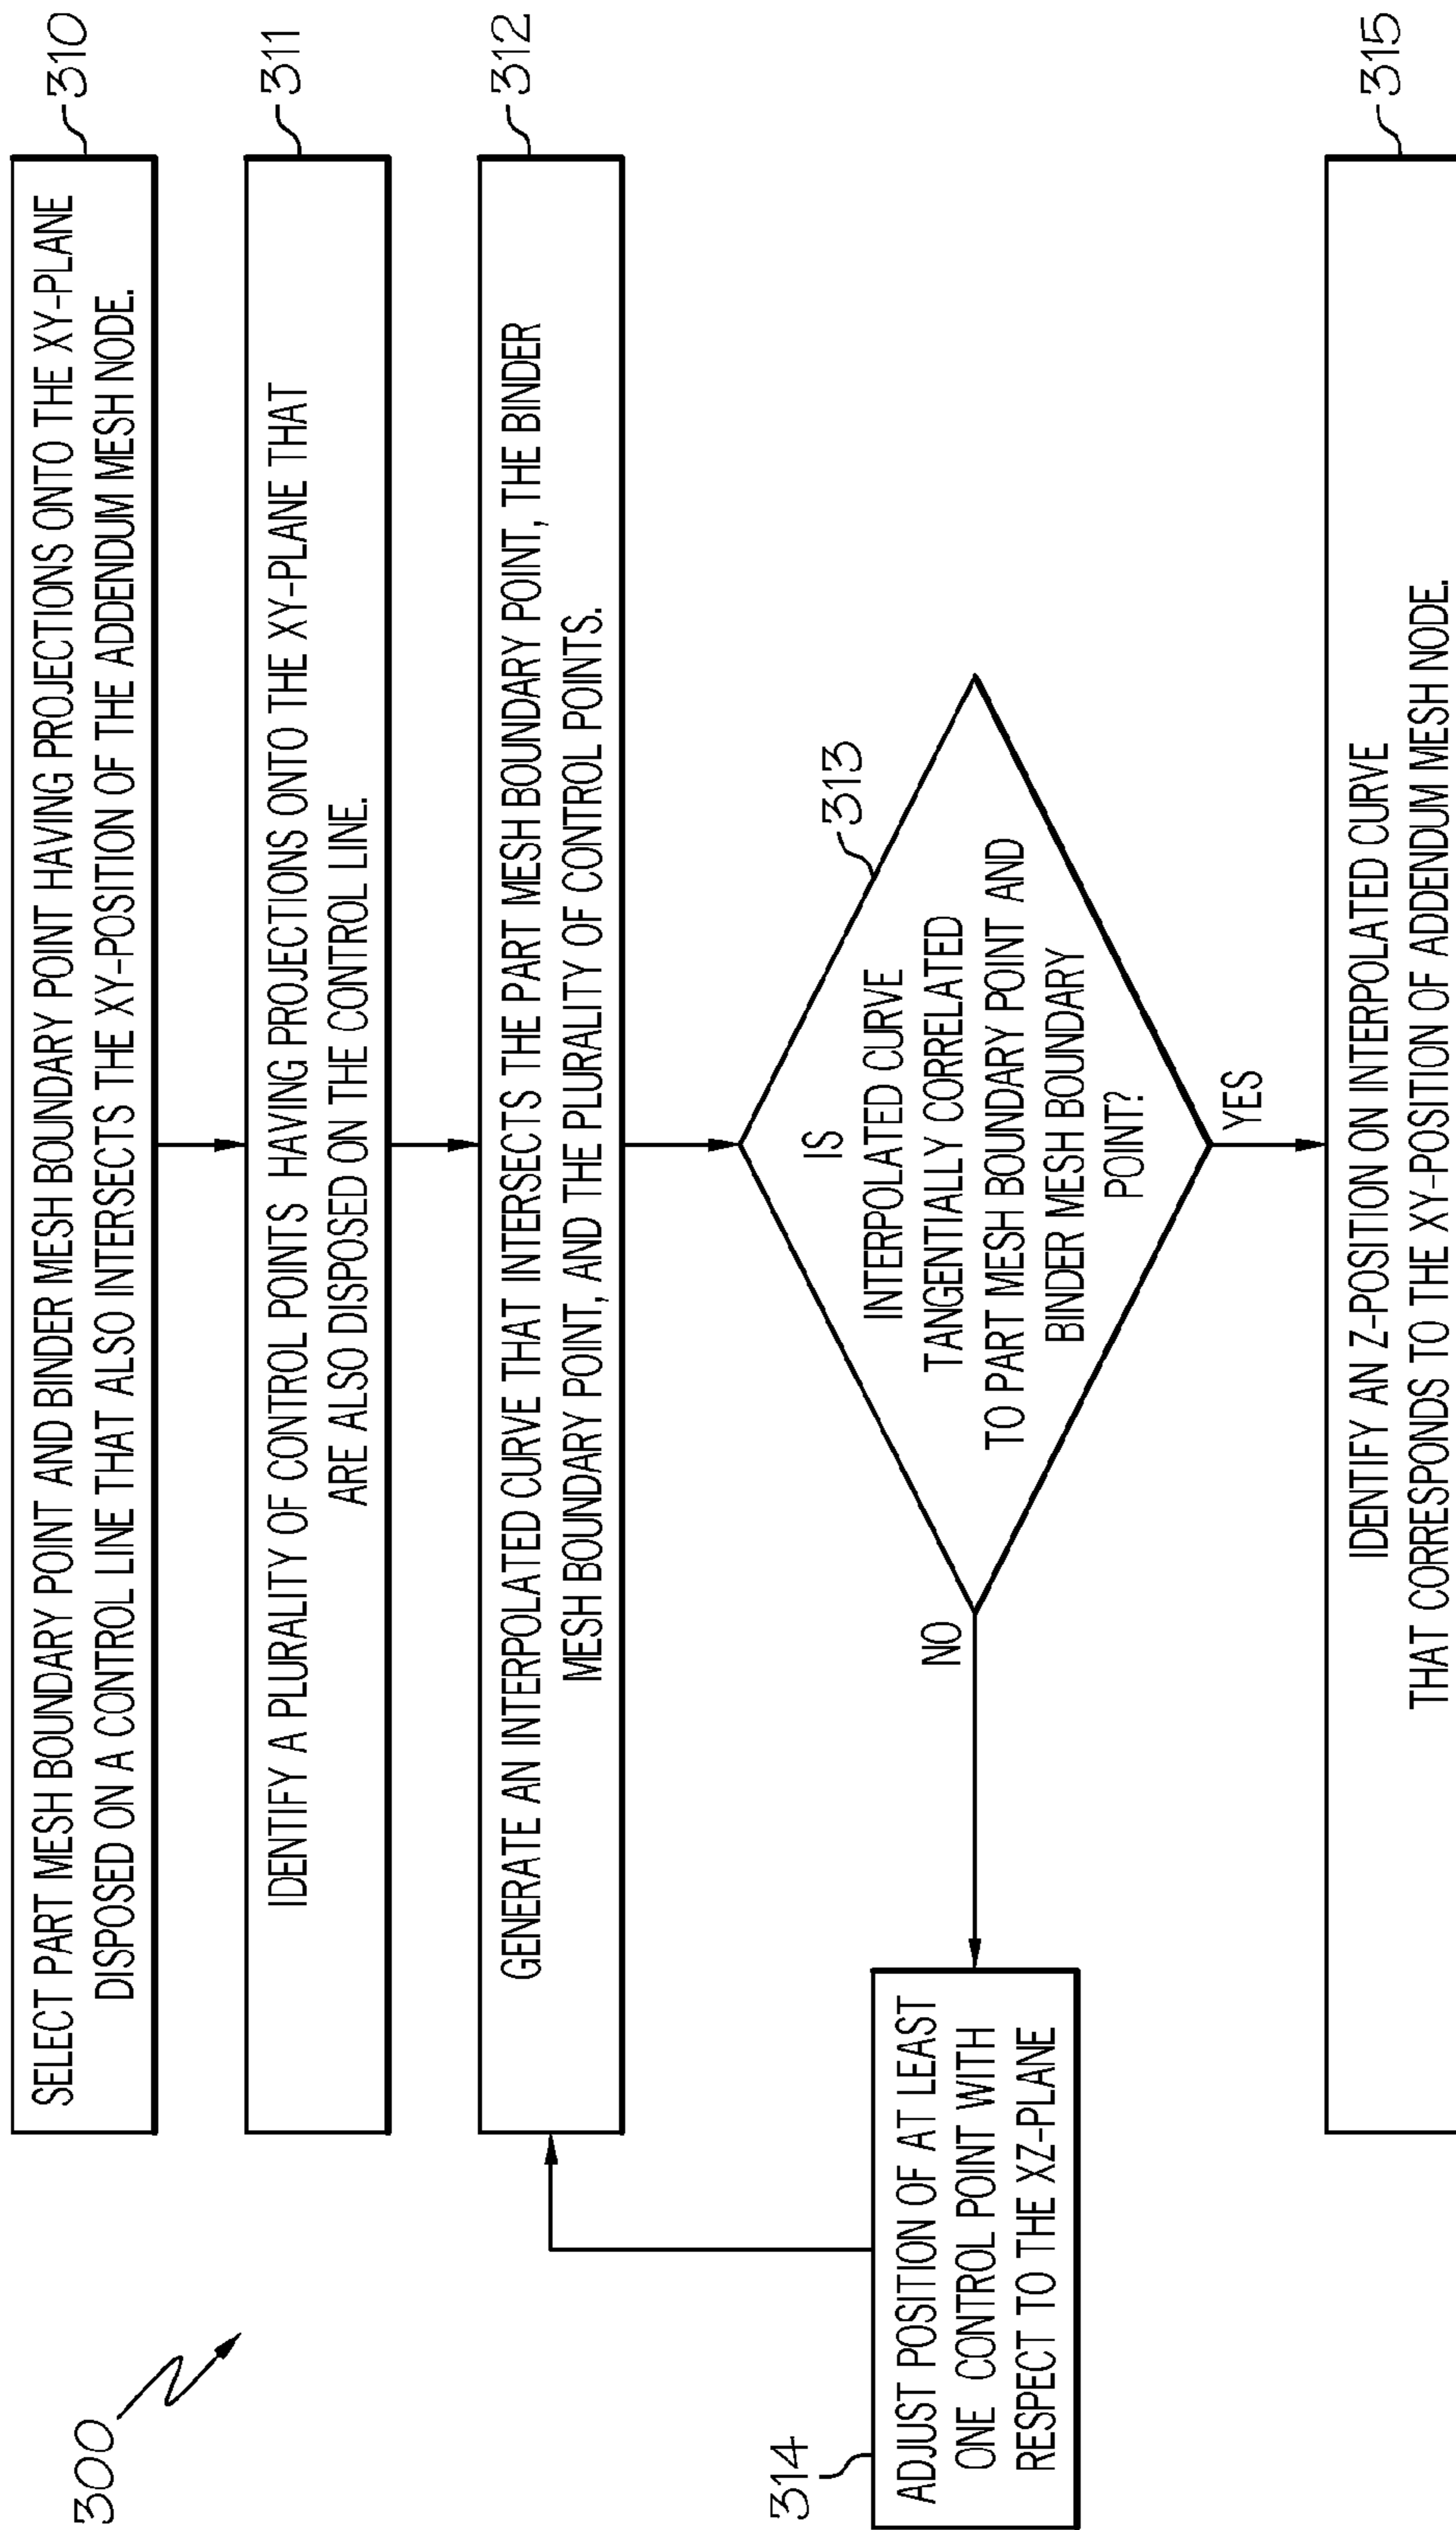 300
310
SELECT PART MESH BOUNDARY POINT AND BINDER MESH BOUNDARY POINT HAVING PROJECTIONS ONTO THE XY-PLANE
DISPOSED ON A CONTROL LINE THAT ALSO INTERSECTS THE XY-POSITION OF THE ADDENDUM MESH NODE.
311
IDENTIFY A PLURALITY OF CONTROL POINTS HAVING PROJECTIONS ONTO THE XY-PLANE THAT
ARE ALSO DISPOSED ON THE CONTROL LINE.
312
GENERATE AN INTERPOLATED CURVE THAT INTERSECTS THE PART MESH BOUNDARY POINT, THE BINDER
MESH BOUNDARY POINT, AND THE PLURALITY OF CONTROL POINTS.
313
IS
INTERPOLATED CURVE
TANGENTIALLY CORRELATED
TO PART MESH BOUNDARY POINT AND
BINDER MESH BOUNDARY
POINT?
NO
YES
314
ADJUST POSITION OF AT LEAST
ONE CONTROL POINT WITH
RESPECT TO THE XZ-PLANE
315
IDENTIFY AN Z-POSITION ON INTERPOLATED CURVE
THAT CORRESPONDS TO THE XY-POSITION OF ADDENDUM MESH NODE.